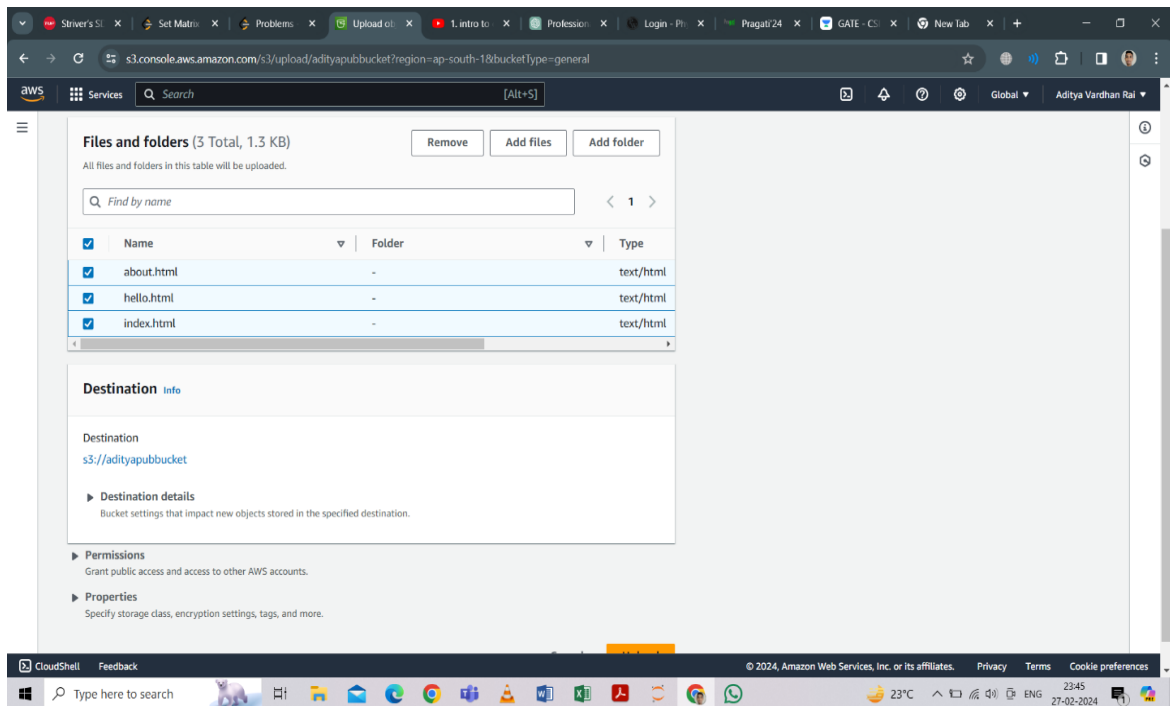 Striver's SD
Set Matrix
Problems
Upload ob
1. intro to
Profession
Login - Ph
Pragati'24
GATE - CSI
New Tab
s3.console.aws.amazon.com/s3/upload/adityapubbucket?region=ap-south-1&bucketType=general
aws
Services
Search
[Alt+S]
Global
Aditya Vardhan Rai
Files and folders (3 Total, 1.3 KB)
Remove
Add files
Add folder
All files and folders in this table will be uploaded.
Find by name
1
Name
Folder
Type
about.html - text/html
hello.html - text/html
index.html - text/html
Destination Info
Destination
s3://adityapubbucket
Destination details
Bucket settings that impact new objects stored in the specified destination.
Permissions
Grant public access and access to other AWS accounts.
Properties
Specify storage class, encryption settings, tags, and more.
CloudShell
Feedback
© 2024, Amazon Web Services, Inc. or its affiliates.
Privacy
Terms
Cookie preferences
Type here to search
23°C
ENG
23:45
27-02-2024